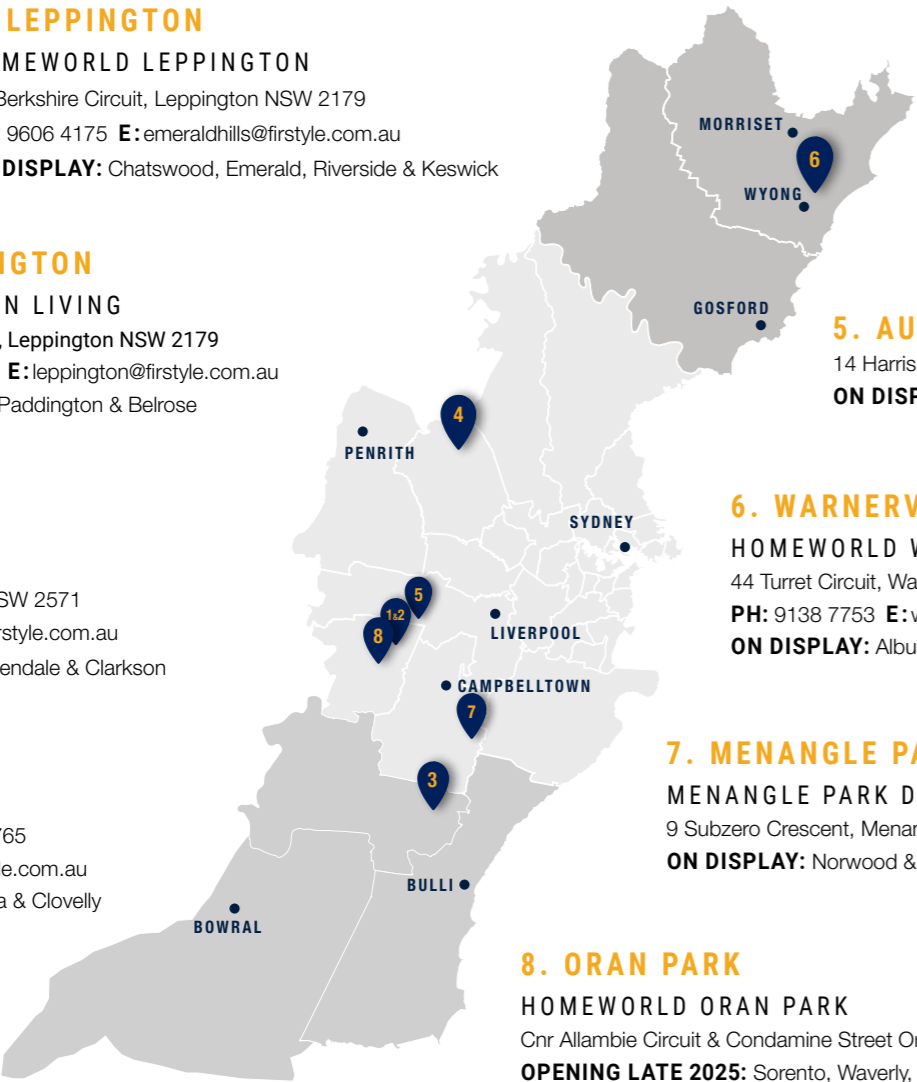 LEPPINGTON
MEWORLD LEPPINGTON
Berkshire Circuit, Leppington NSW 2179
9606 4175 E: emeraldhills@firstyle.com.au
DISPLAY: Chatswood, Emerald, Riverside & Keswick
NGTON
N LIVING
, Leppington NSW 2179
E: leppington@firstyle.com.au
Paddington & Belrose
SW 2571
rstyle.com.au
endale & Clarkson
765
le.com.au
a & Clovelly
MORRISET
6
WYONG
GOSFORD
4
PENRITH
SYDNEY
5
1&2
8
LIVERPOOL
CAMPBELLTOWN
7
3
BULLI
BOWRAL
5. AU
14 Harris
ON DISP
6. WARNERV
HOMEWORLD W
44 Turret Circuit, Wa
PH: 9138 7753 E: w
ON DISPLAY: Albu
7. MENANGLE PA
MENANGLE PARK D
9 Subzero Crescent, Menan
ON DISPLAY: Norwood &
8. ORAN PARK
HOMEWORLD ORAN PARK
Cnr Allambie Circuit & Condamine Street Or
OPENING LATE 2025: Sorento, Waverly,